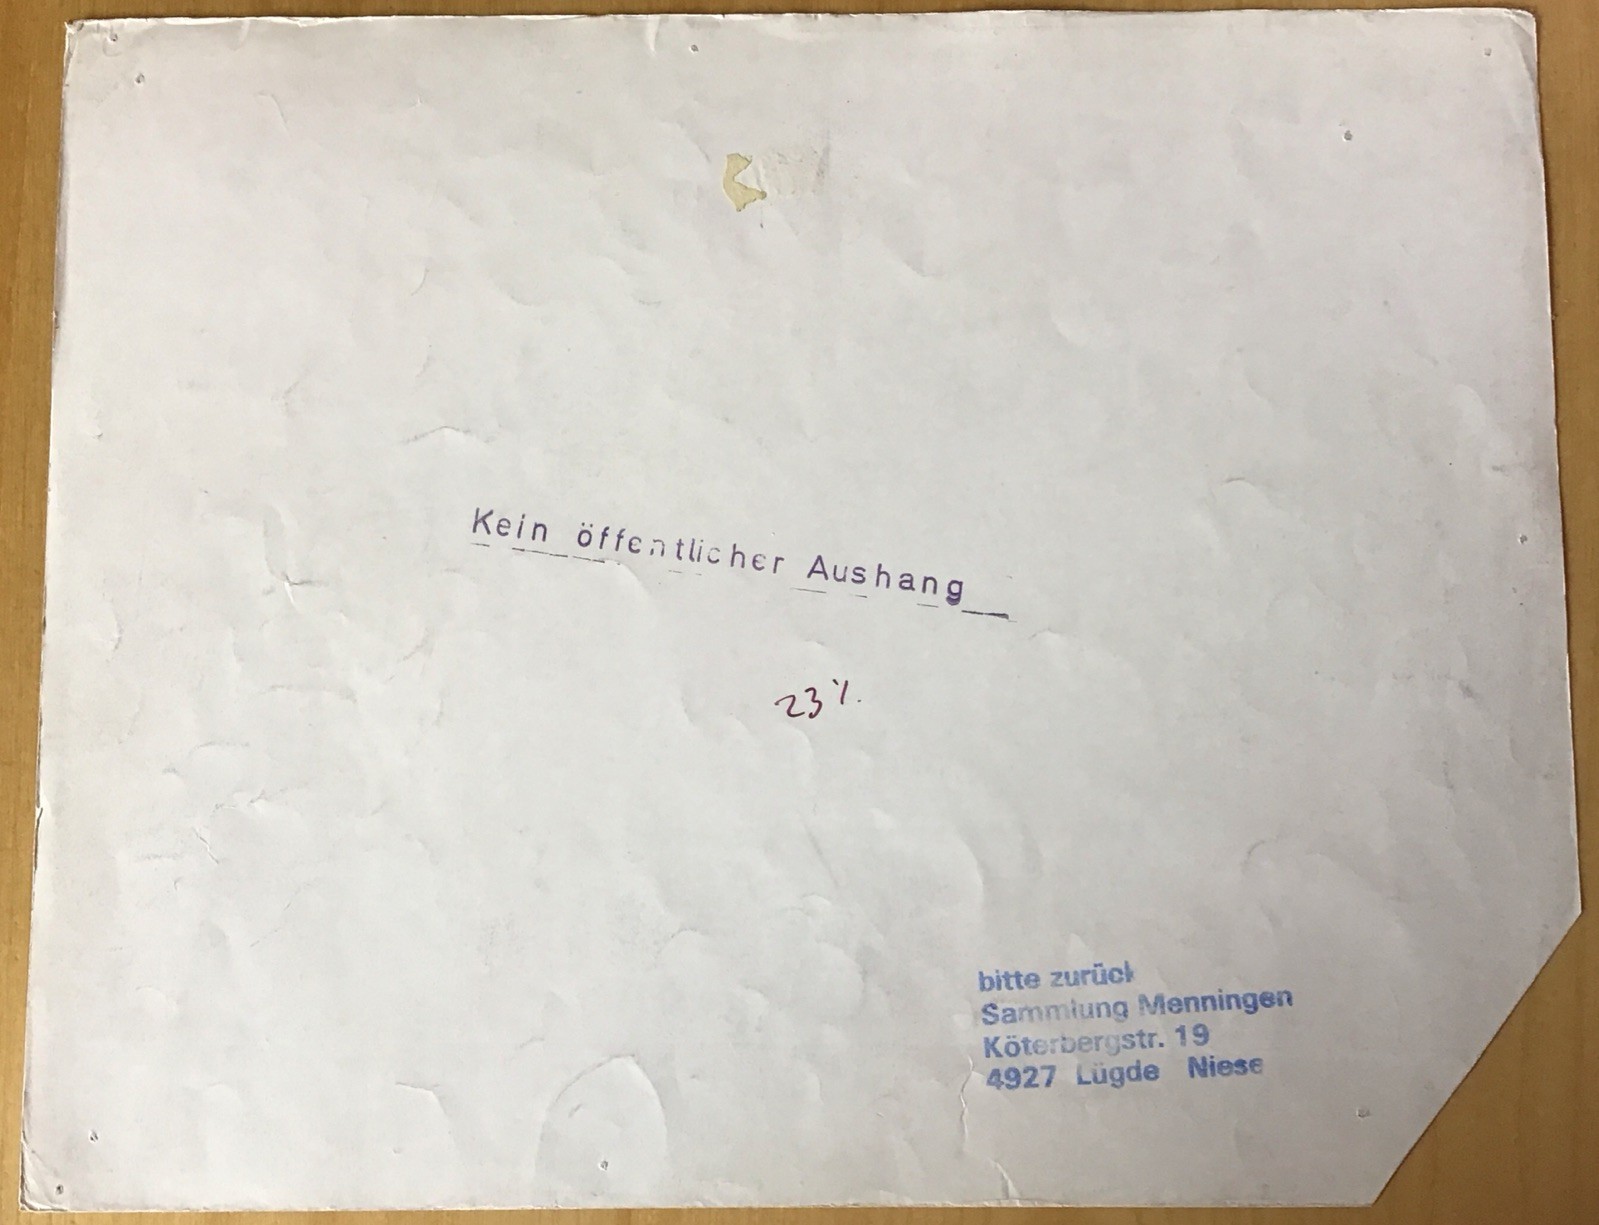 Kein öffentlicher Aushang
23%
bitte zurück
Sammlung Menningen
Köterbergstr. 19
4927 Lügde Niese